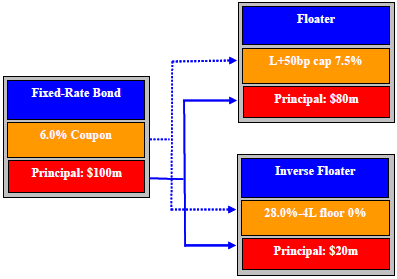 Fixed-Rate Bond
6.0% Coupon
Principal: $100m
Floater
L+50bp cap 7.5%
Principal: $80m
Inverse Floater
28.0%-4L floor 0%
Principal: $20m